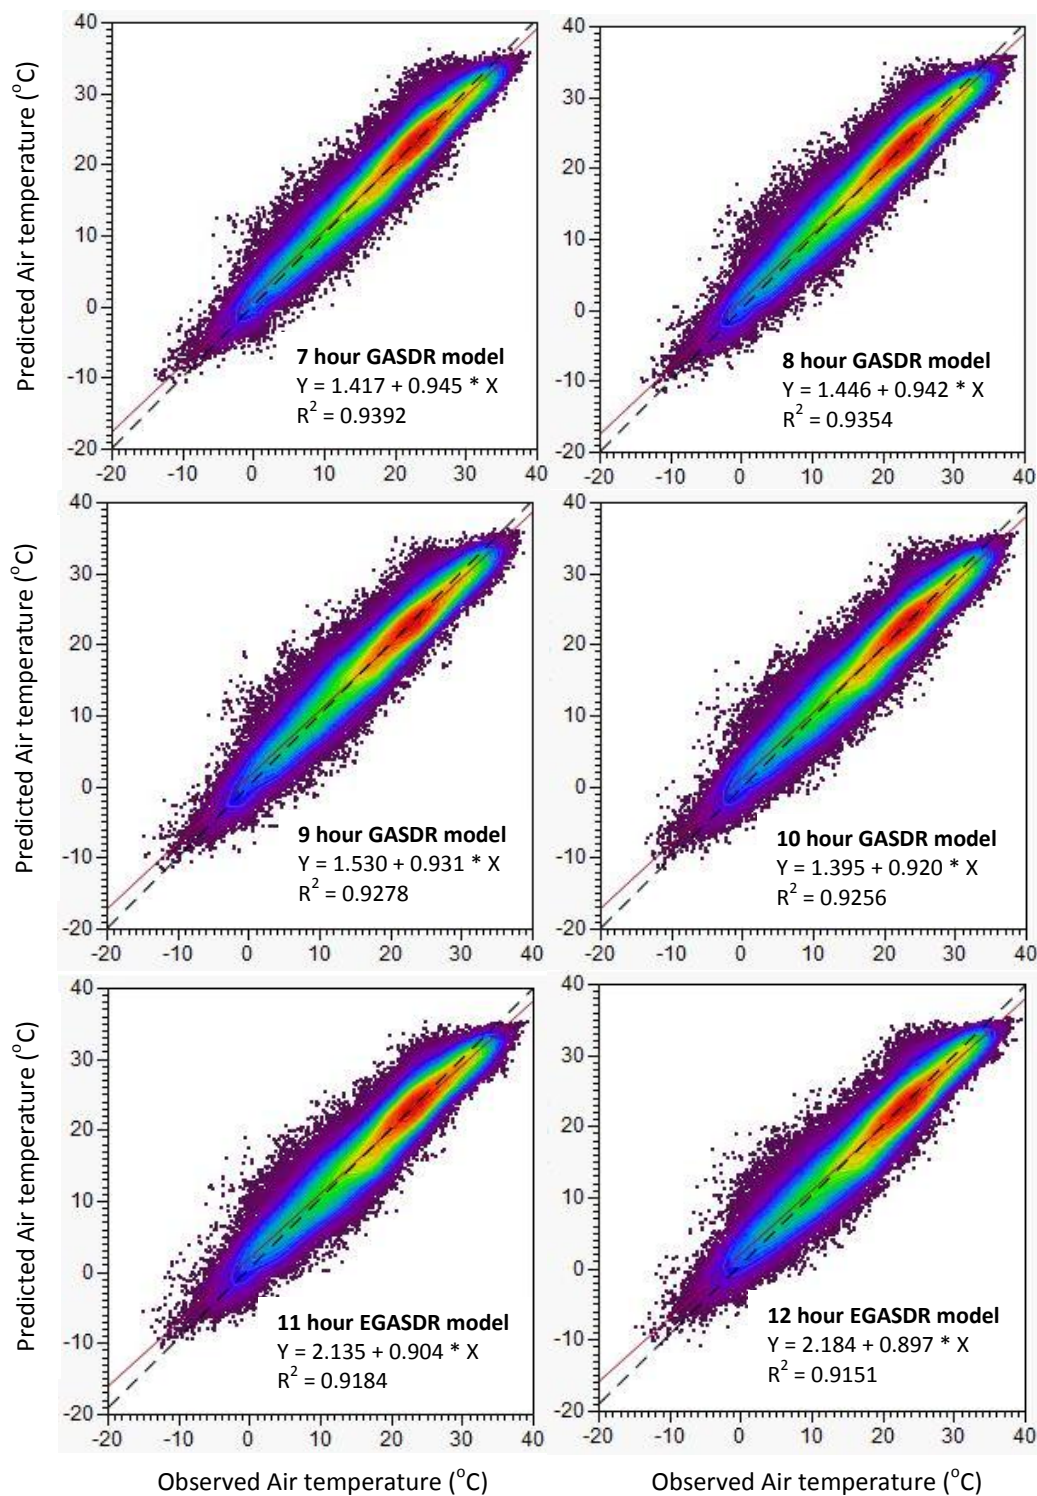 Predicted Air temperature (°C)
40
30
20
10
0
-10
-20
-20 -10 0 10 20 30 40
7 hour GASDR model
Y = 1.417 + 0.945 * X
R² = 0.9392
40
30
20
10
0
-10
-20
-20 -10 0 10 20 30 40
8 hour GASDR model
Y = 1.446 + 0.942 * X
R² = 0.9354
Predicted Air temperature (°C)
40
30
20
10
0
-10
-20
-20 -10 0 10 20 30 40
9 hour GASDR model
Y = 1.530 + 0.931 * X
R² = 0.9278
40
30
20
10
0
-10
-20
-20 -10 0 10 20 30 40
10 hour GASDR model
Y = 1.395 + 0.920 * X
R² = 0.9256
Predicted Air temperature (°C)
40
30
20
10
0
-10
-20
-20 -10 0 10 20 30 40
11 hour EGASDR model
Y = 2.135 + 0.904 * X
R² = 0.9184
40
30
20
10
0
-10
-20
-20 -10 0 10 20 30 40
12 hour EGASDR model
Y = 2.184 + 0.897 * X
R² = 0.9151
Observed Air temperature (°C)
Observed Air temperature (°C)